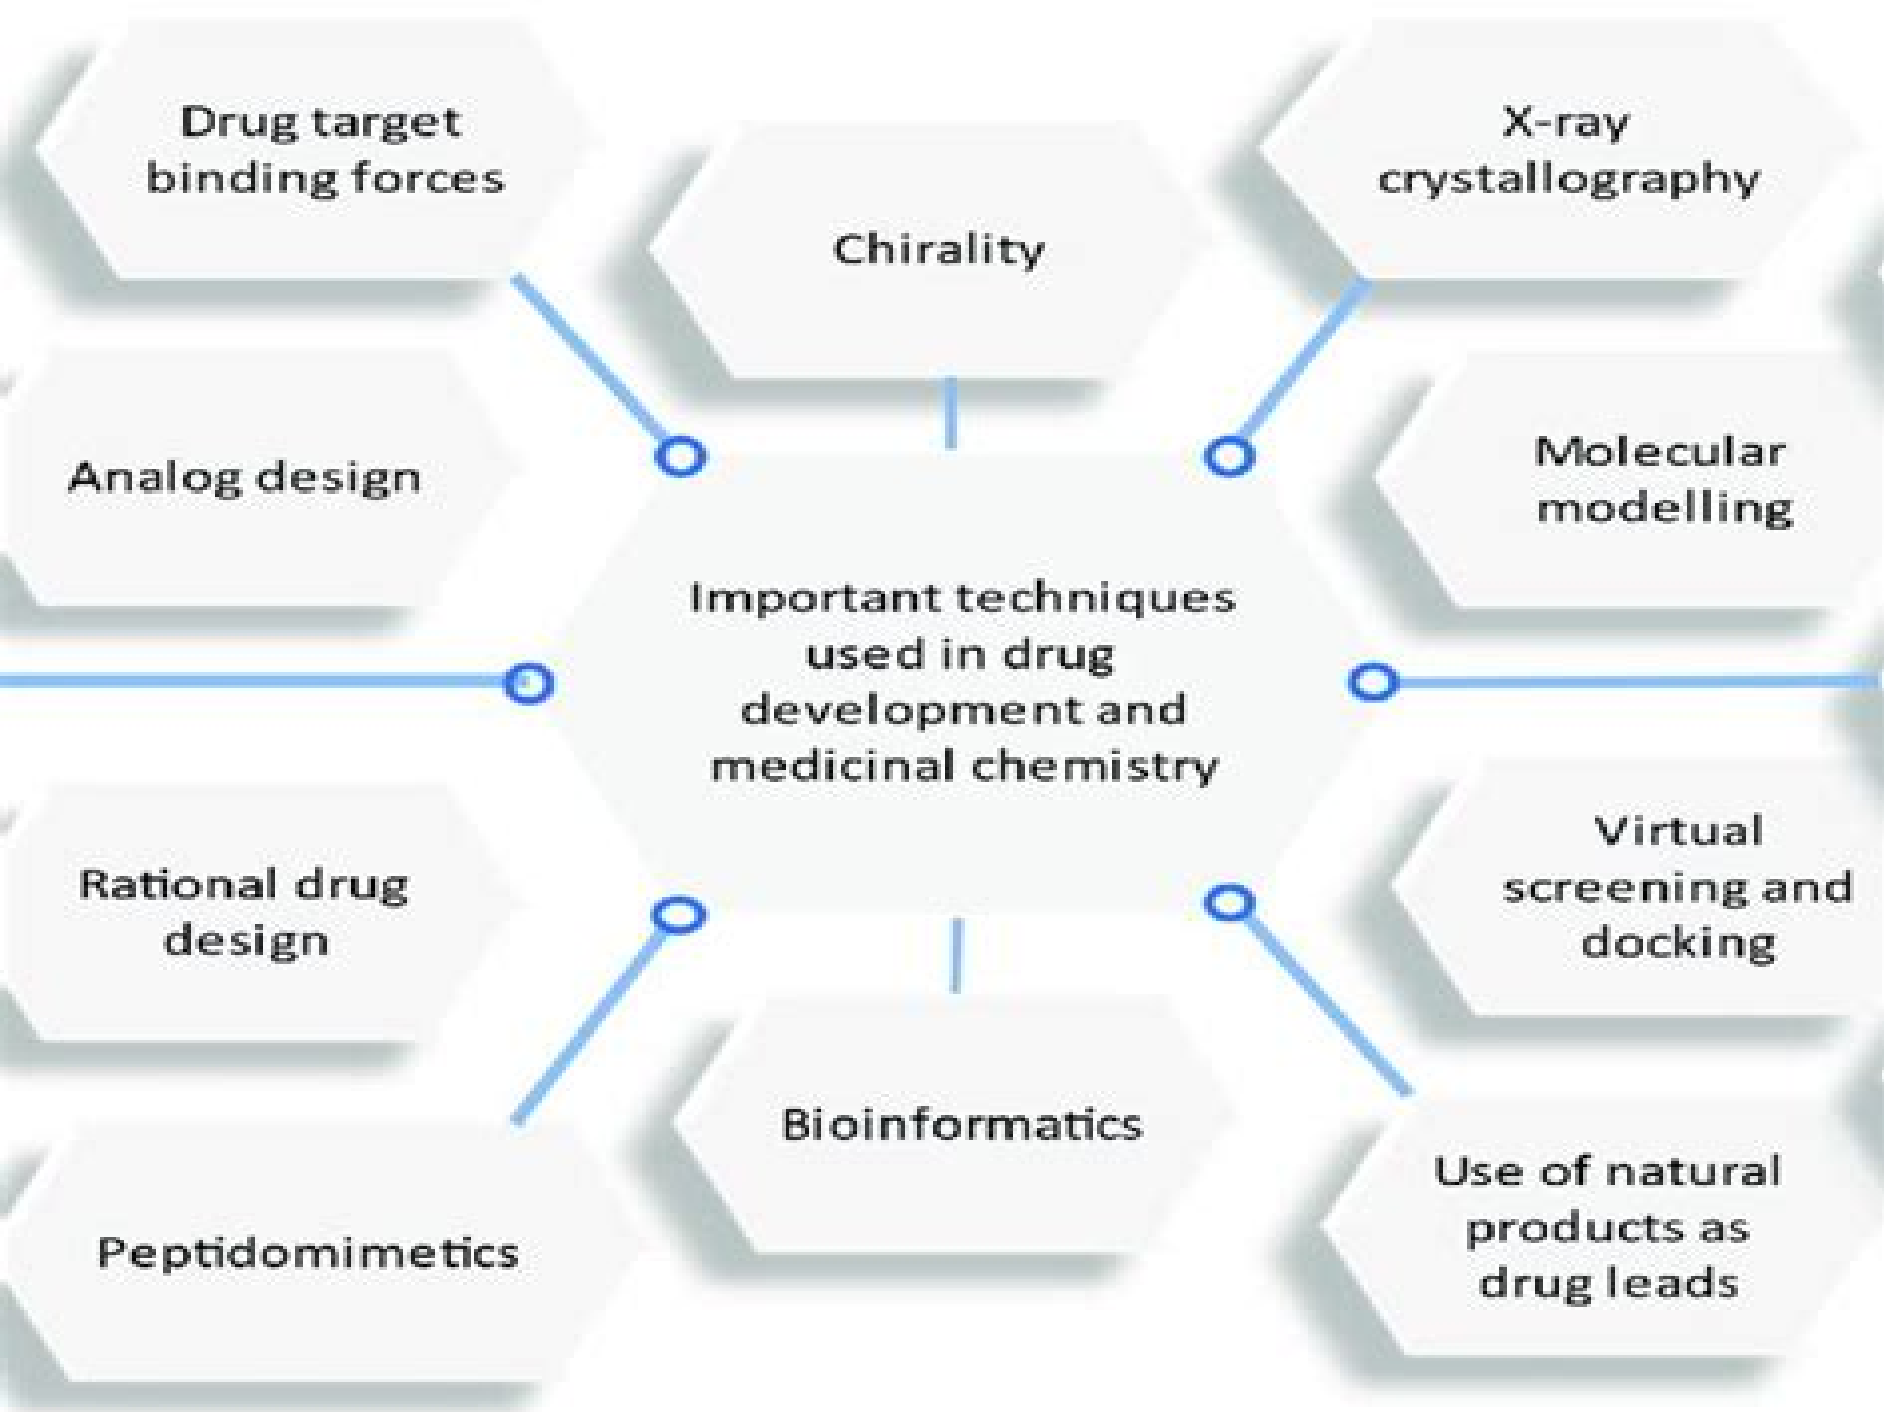 Drug target
binding forces
Chirality
X-ray
crystallography
Analog design
Molecular
modelling
Important techniques
used in drug
development and
medicinal chemistry
Rational drug
design
Virtual
screening and
docking
Peptidomimetics
Bioinformatics
Use of natural
products as
drug leads